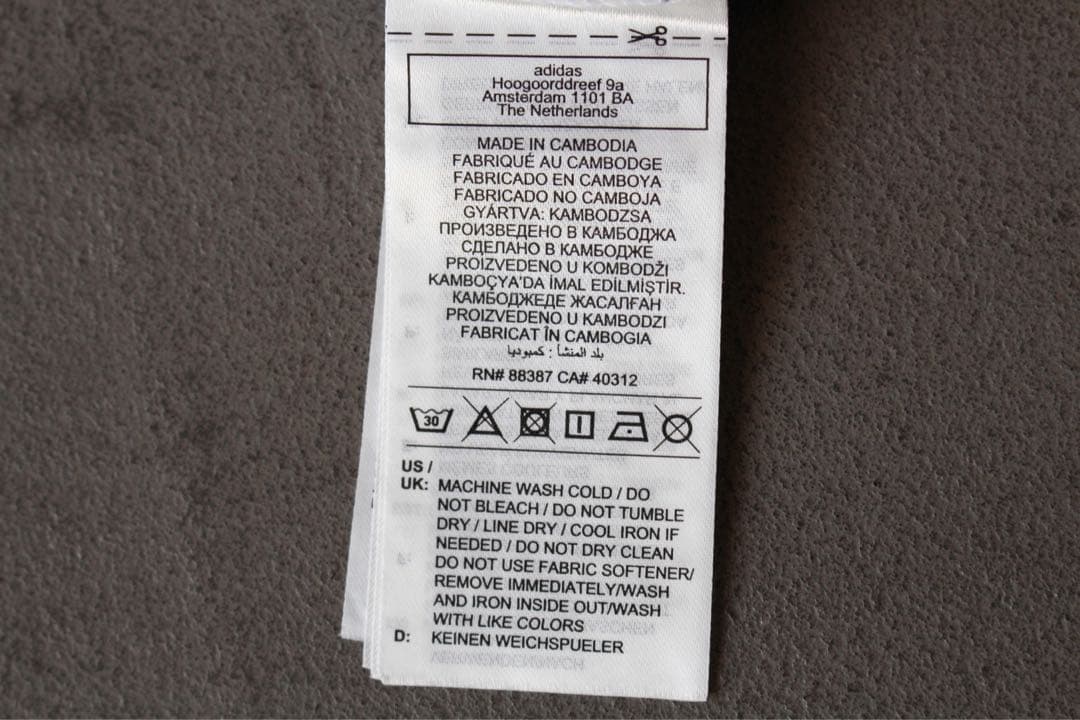 adidas
Hoogoorddreef 9a
Amsterdam 1101 BA
The Netherlands
MADE IN CAMBODIA
FABRIQUÉ AU CAMBODGE
FABRICADO EN CAMBOYA
FABRICADO NO CAMBOJA
GYÁRTVA: KAMBODZSA
ПРОИЗВЕДЕНО В КАМБОДЖА
СДЕЛАНО В КАМБОДЖЕ
PROIZVEDENO U KOMBODŽI
KAMBOÇYA'DA İMAL EDİLMİŞTİR.
КАМБОДЖЕДЕ ЖАСАЛҒАН
PROIZVEDENO U KAMBODZI
FABRICAT ÎN CAMBOGIA
بلد المنشأ : كمبوديا
RN# 88387 CA# 40312
30
US /
UK: MACHINE WASH COLD / DO
NOT BLEACH / DO NOT TUMBLE
DRY / LINE DRY / COOL IRON IF
NEEDED / DO NOT DRY CLEAN
DO NOT USE FABRIC SOFTENER/
REMOVE IMMEDIATELY/WASH
AND IRON INSIDE OUT/WASH
WITH LIKE COLORS
D: KEINEN WEICHSPUELER